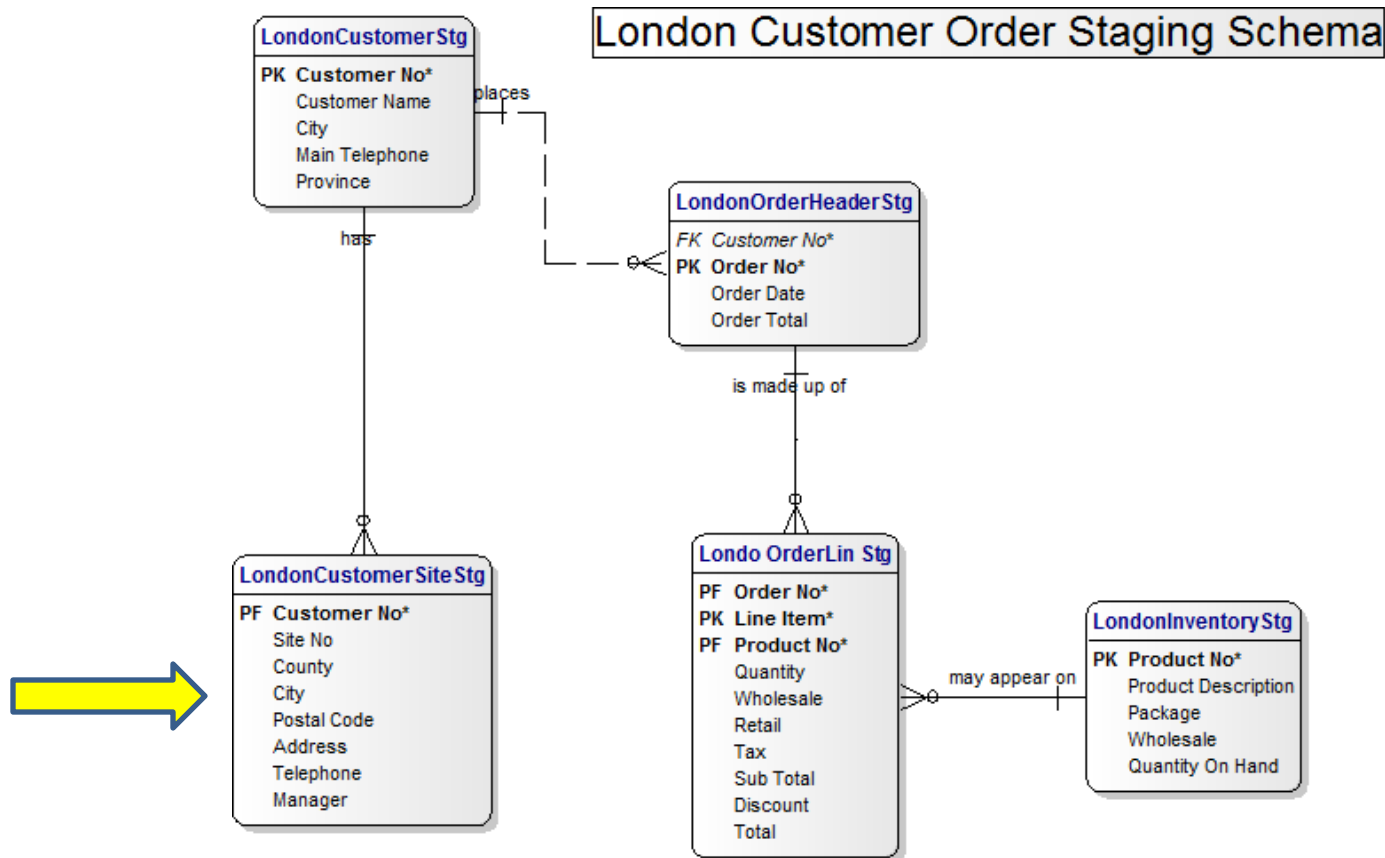 London Customer Order Staging Schema
LondonCustomerStg
PK Customer No*
Customer Name
City
Main Telephone
Province
places
has
LondonOrderHeaderStg
FK Customer No*
PK Order No*
Order Date
Order Total
is made up of
LondonCustomerSiteStg
PF Customer No*
Site No
County
City
Postal Code
Address
Telephone
Manager
Londo OrderLin Stg
PF Order No*
PK Line Item*
PF Product No*
Quantity
Wholesale
Retail
Tax
Sub Total
Discount
Total
may appear on
LondonInventoryStg
PK Product No*
Product Description
Package
Wholesale
Quantity On Hand